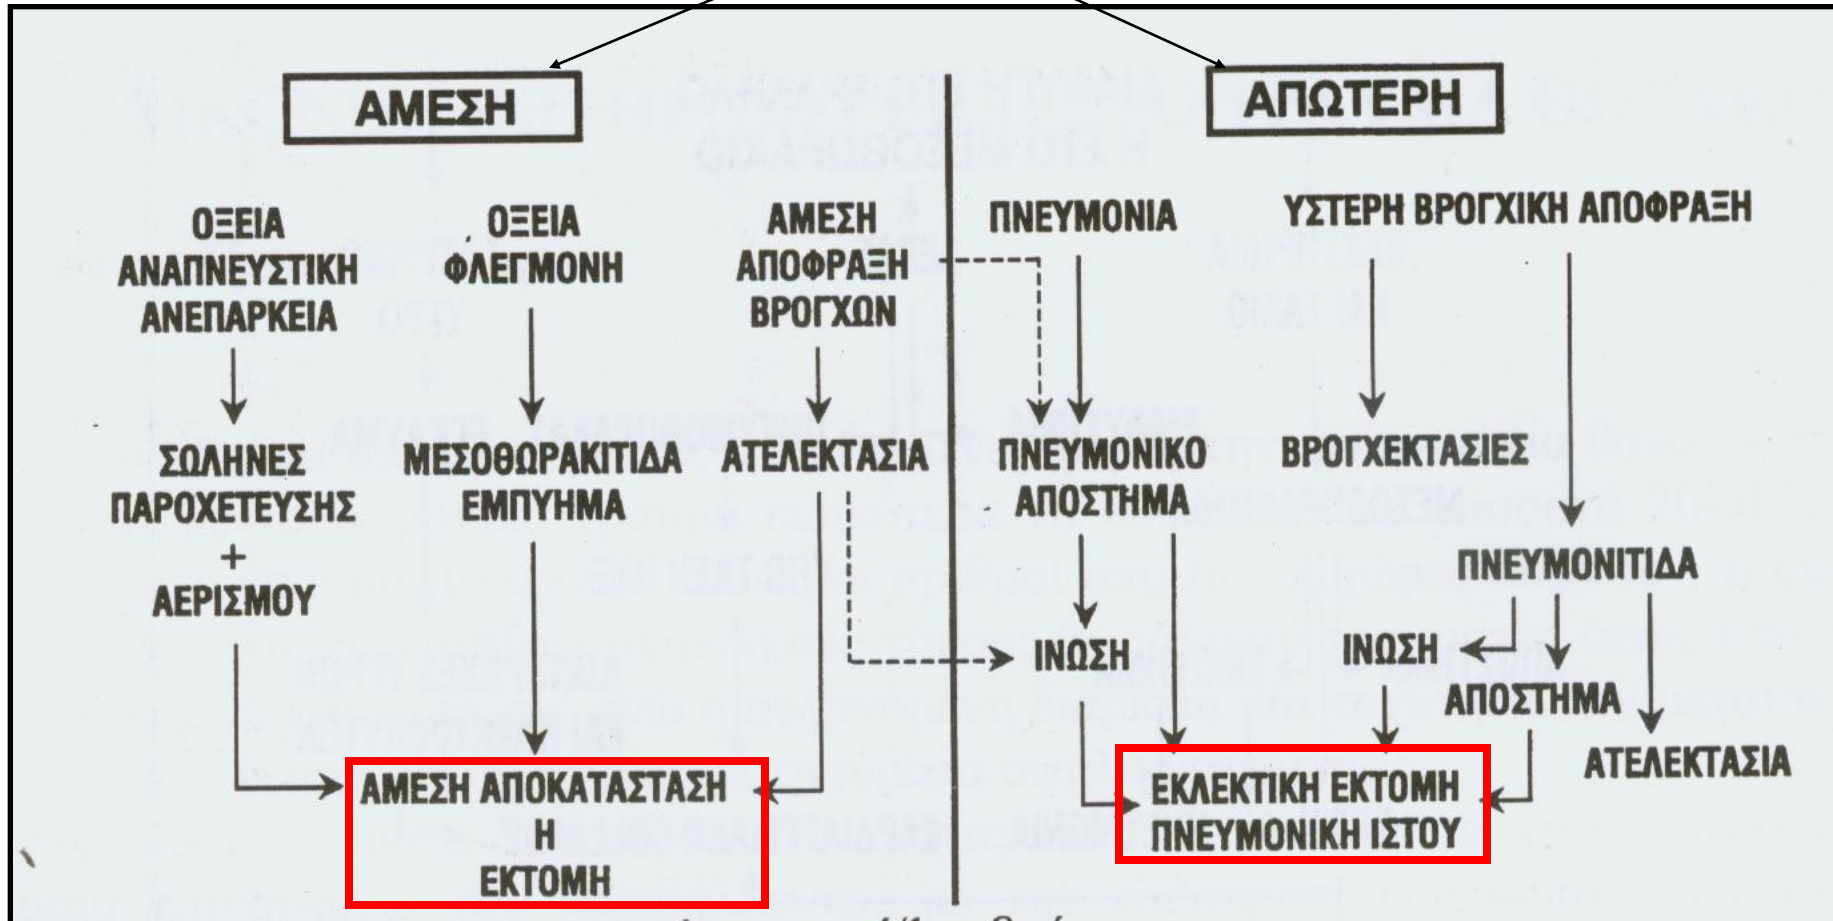 ΑΜΕΣΗ
ΑΠΩΤΕΡΗ
ΟΞΕΙΑ
ΑΝΑΠΝΕΥΣΤΙΚΗ
ΑΝΕΠΑΡΚΕΙΑ
ΟΞΕΙΑ
ΦΛΕΓΜΟΝΗ
ΑΜΕΣΗ
ΑΠΟΦΡΑΞΗ
ΒΡΟΓΧΩΝ
ΠΝΕΥΜΟΝΙΑ
ΥΣΤΕΡΗ ΒΡΟΓΧΙΚΗ ΑΠΟΦΡΑΞΗ
ΣΩΛΗΝΕΣ
ΠΑΡΟΧΕΤΕΥΣΗΣ
+
ΑΕΡΙΣΜΟΥ
ΜΕΣΟΘΩΡΑΚΙΤΙΔΑ
ΕΜΠΥΗΜΑ
ΑΤΕΛΕΚΤΑΣΙΑ
ΠΝΕΥΜΟΝΙΚΟ
ΑΠΟΣΤΗΜΑ
ΒΡΟΓΧΕΚΤΑΣΙΕΣ
ΠΝΕΥΜΟΝΙΤΙΔΑ
ΙΝΩΣΗ
ΙΝΩΣΗ
ΑΠΟΣΤΗΜΑ
ΑΤΕΛΕΚΤΑΣΙΑ
ΑΜΕΣΗ ΑΠΟΚΑΤΑΣΤΑΣΗ
Η
ΕΚΤΟΜΗ
ΕΚΛΕΚΤΙΚΗ ΕΚΤΟΜΗ
ΠΝΕΥΜΟΝΙΚΗ ΙΣΤΟΥ